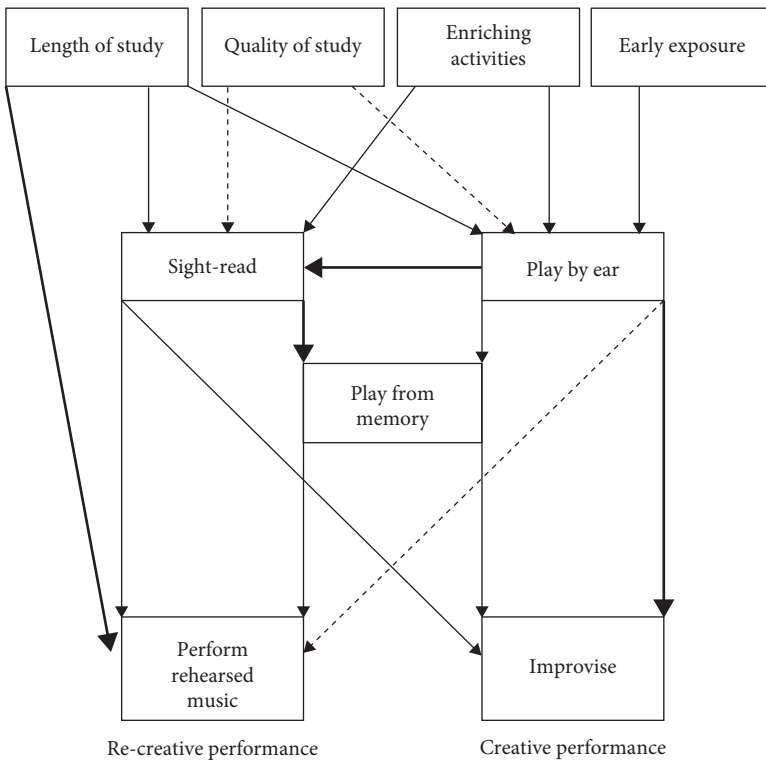 Length of study
Quality of study
Enriching
activities
Early exposure
Sight-read
Play by ear
Play from
memory
Perform
rehearsed
music
Improvise
Re-creative performance
Creative performance